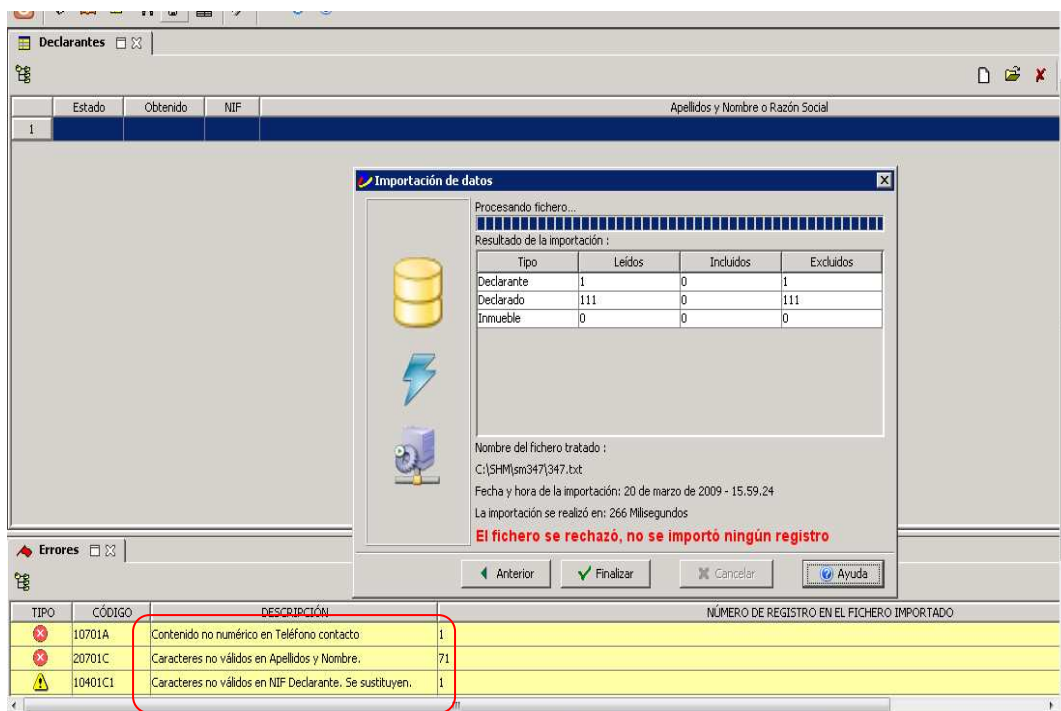 Declarantes
Estado Obtenido NIF Apellidos y Nombre o Razón Social
1
Importación de datos
Procesando fichero...
Resultado de la importación :
Tipo Leídos Incluidos Excluidos
Declarante 1 0 1
Declarado 111 0 111
Inmueble 0 0 0
Nombre del fichero tratado :
C:\SHM\sm347\347.txt
Fecha y hora de la importación: 20 de marzo de 2009 - 15.59.24
La importación se realizó en: 266 Milisegundos
El fichero se rechazó, no se importó ningún registro
Anterior Finalizar Cancelar Ayuda
Errores
TIPO CÓDIGO DESCRIPCIÓN NÚMERO DE REGISTRO EN EL FICHERO IMPORTADO
10701A Contenido no numérico en Teléfono contacto 1
20701C Caracteres no válidos en Apellidos y Nombre. 71
10401C1 Caracteres no válidos en NIF Declarante. Se sustituyen. 1